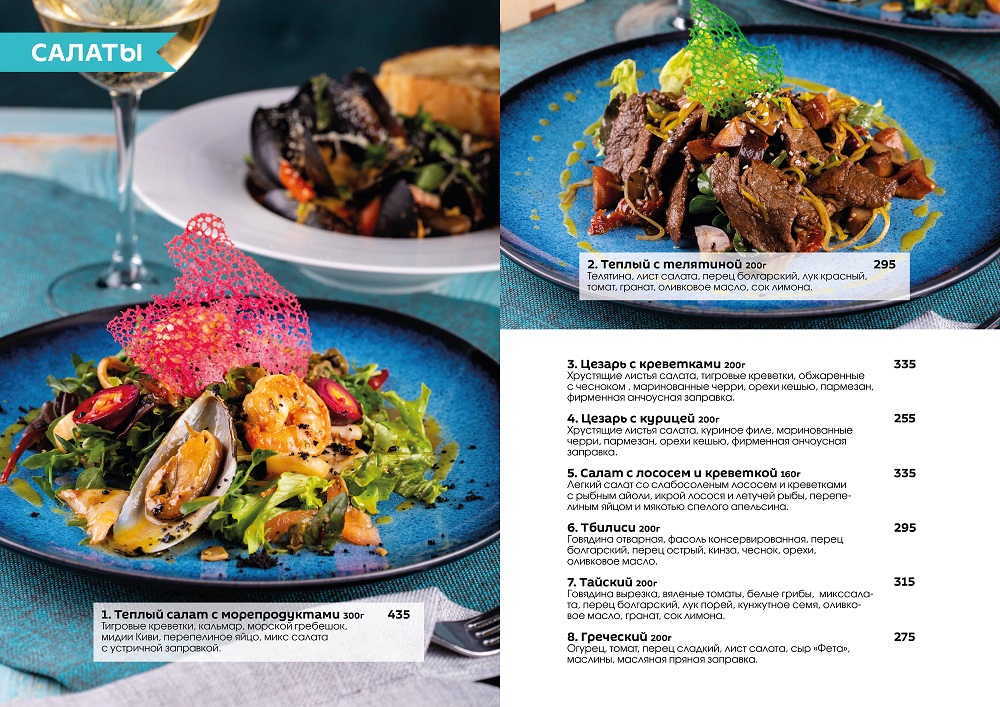 САЛАТЫ
1. Теплый салат с морепродуктами 300г 435
Тигровые креветки, кальмар, морской гребешок,
мидии Киви, перепелиное яйцо, микс салата
с устричной заправкой.
2. Теплый с телятиной 200г 295
Телятина, лист салата, перец болгарский, лук красный,
томат, гранат, оливковое масло, сок лимона.
3. Цезарь с креветками 200г 335
Хрустящие листья салата, тигровые креветки, обжаренные
с чесноком , маринованные черри, орехи кешью, пармезан,
фирменная анчоусная заправка.
4. Цезарь с курицей 200г 255
Хрустящие листья салата, куриное филе, маринованные
черри, пармезан, орехи кешью, фирменная анчоусная
заправка.
5. Салат с лососем и креветкой 160г 335
Легкий салат со слабосоленым лососем и креветками
с рыбным айоли, икрой лосося и летучей рыбы, перепе-
линым яйцом и мякотью спелого апельсина.
6. Тбилиси 200г 295
Говядина отварная, фасоль консервированная, перец
болгарский, перец острый, кинза, чеснок, орехи,
оливковое масло.
7. Тайский 200г 315
Говядина вырезка, вяленые томаты, белые грибы, микссала-
та, перец болгарский, лук порей, кунжутное семя, оливко-
вое масло, гранат, сок лимона.
8. Греческий 200г 275
Огурец, томат, перец сладкий, лист салата, сыр «Фета»,
маслины, масляная пряная заправка.